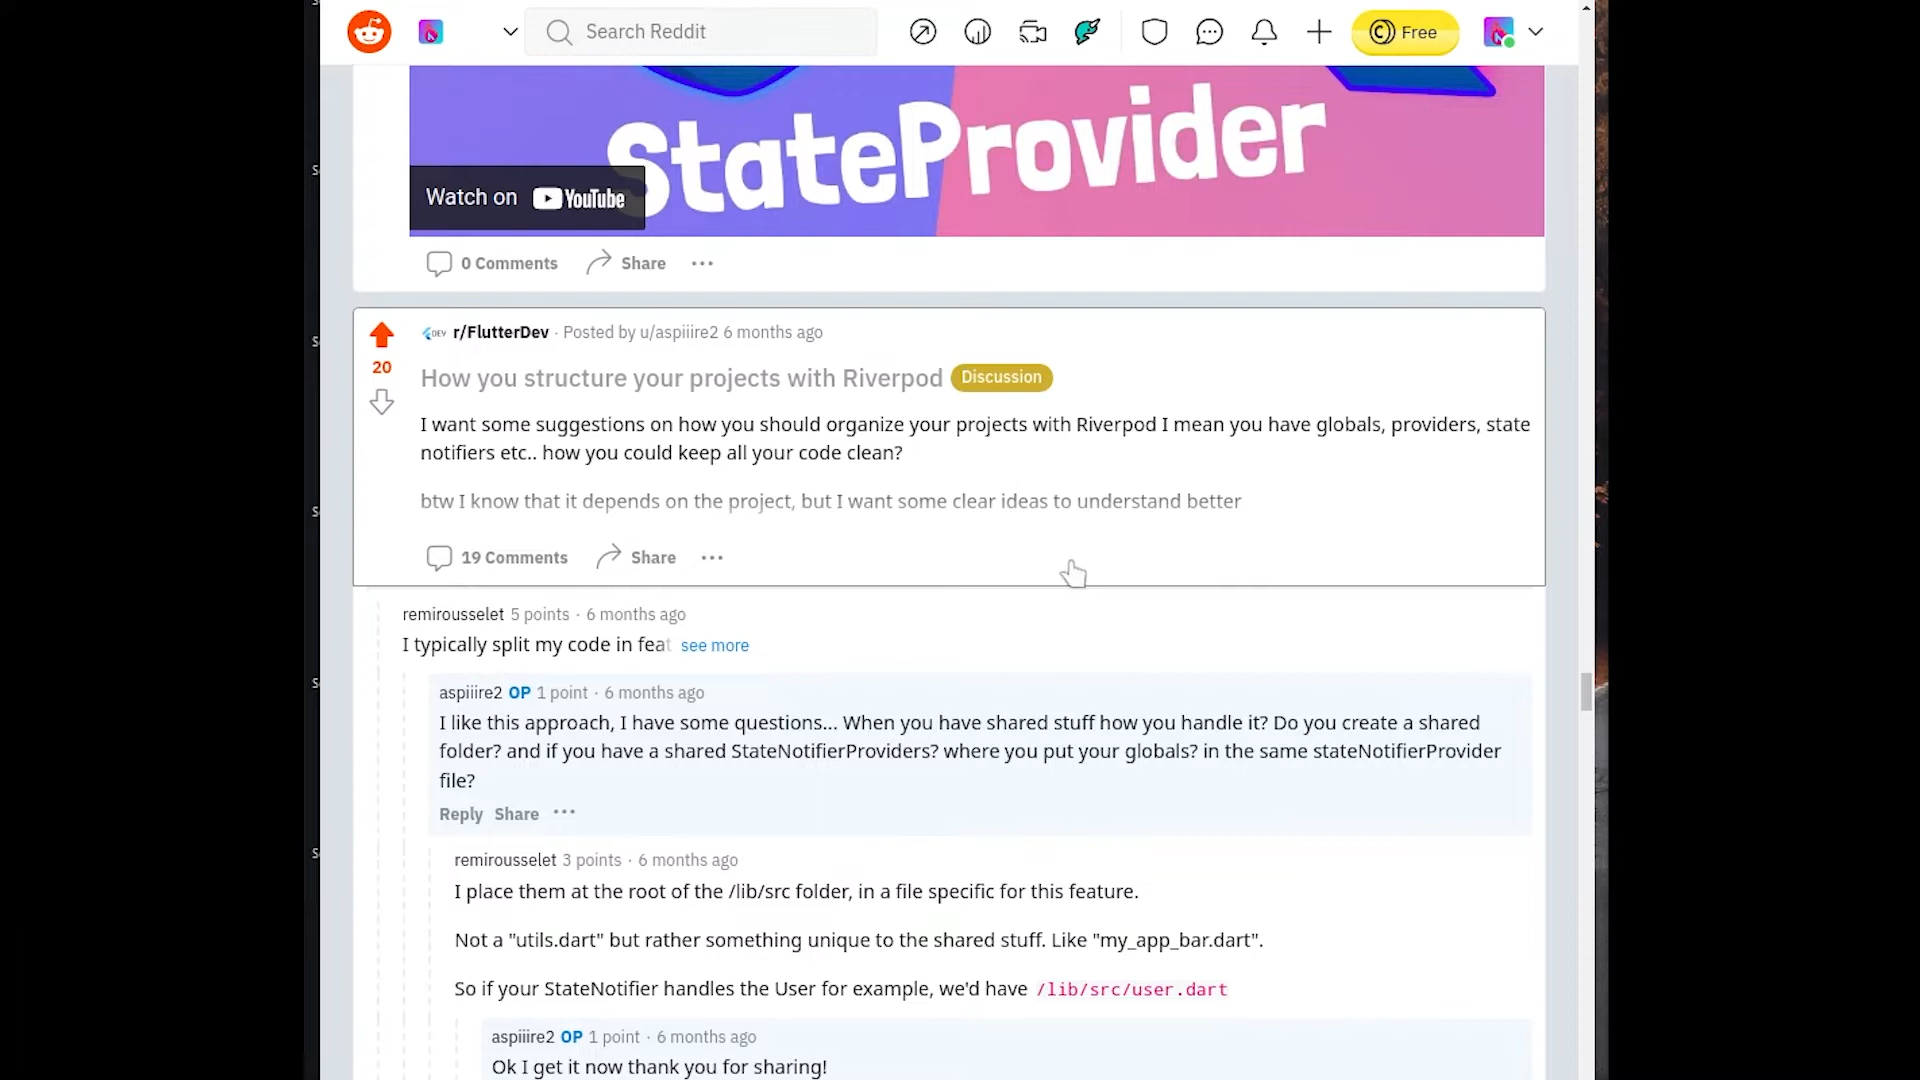 Search Reddit
Free
StateProvider
Watch on YouTube
0 Comments Share
r/FlutterDev · Posted by u/aspiiire2 6 months ago
20
How you structure your projects with Riverpod Discussion
I want some suggestions on how you should organize your projects with Riverpod I mean you have globals, providers, state
notifiers etc.. how you could keep all your code clean?
btw I know that it depends on the project, but I want some clear ideas to understand better
19 Comments Share
remirousselet 5 points · 6 months ago
I typically split my code in feat see more
aspiiire2 OP 1 point · 6 months ago
I like this approach, I have some questions... When you have shared stuff how you handle it? Do you create a shared
folder? and if you have a shared StateNotifierProviders? where you put your globals? in the same stateNotifierProvider
file?
Reply Share
remirousselet 3 points · 6 months ago
I place them at the root of the /lib/src folder, in a file specific for this feature.
Not a "utils.dart" but rather something unique to the shared stuff. Like "my_app_bar.dart".
So if your StateNotifier handles the User for example, we'd have /lib/src/user.dart
aspiiire2 OP 1 point · 6 months ago
Ok I get it now thank you for sharing!